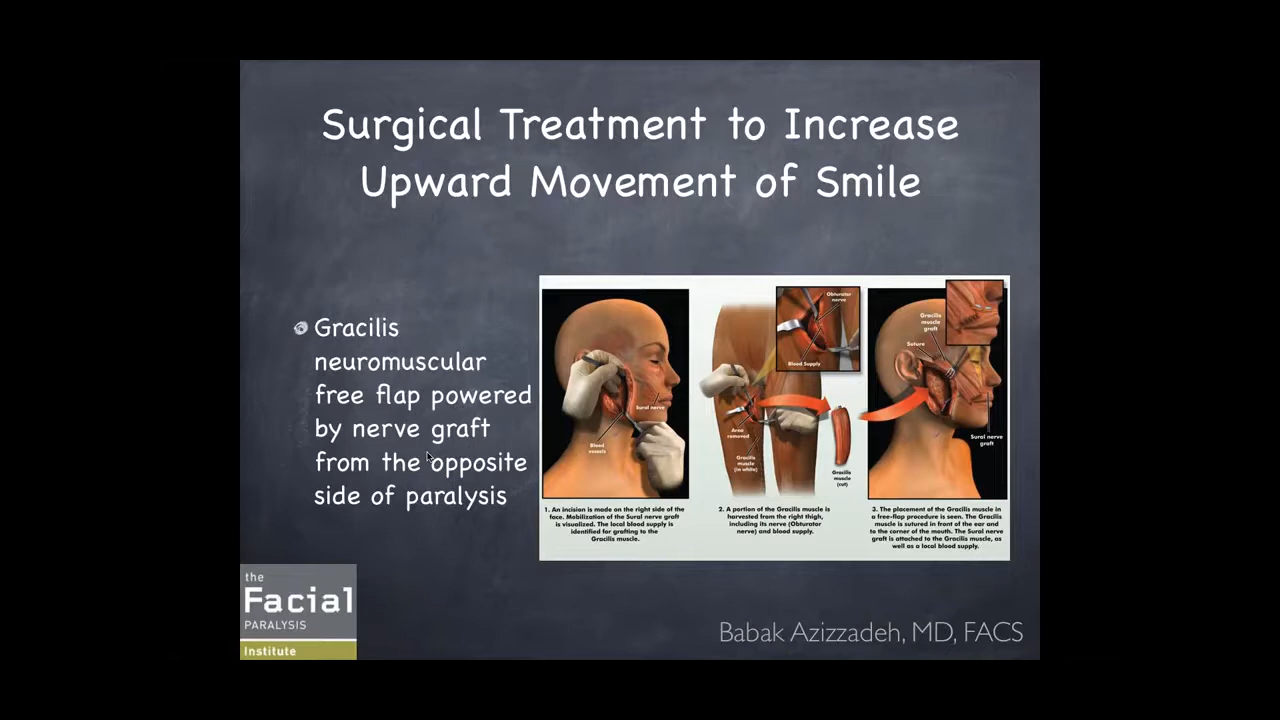 Surgical Treatment to Increase
Upward Movement of Smile
Gracilis
neuromuscular
free flap powered
by nerve graft
from the opposite
side of paralysis
Sural nerve
Blood
vessels
1. An incision is made on the right side of the
face. Mobilization of the Sural nerve graft
is visualized. The local blood supply is
identified for grafting to the
Gracilis muscle.
Obturator
nerve
Blood Supply
Area
removed
Gracilis
muscle
(in white)
Gracilis
muscle
(cut)
2. A portion of the Gracilis muscle is
harvested from the right thigh,
including its nerve (Obturator
nerve) and blood supply.
Gracilis
muscle
graft
Suture
Sural nerve
graft
3. The placement of the Gracilis muscle in
a free-flap procedure is seen. The Gracilis
muscle is sutured in front of the ear and
to the corner of the mouth. The Sural nerve
graft is attached to the Gracilis muscle, as
well as a local blood supply.
the
Facial
PARALYSIS
Institute
Babak Azizzadeh, MD, FACS